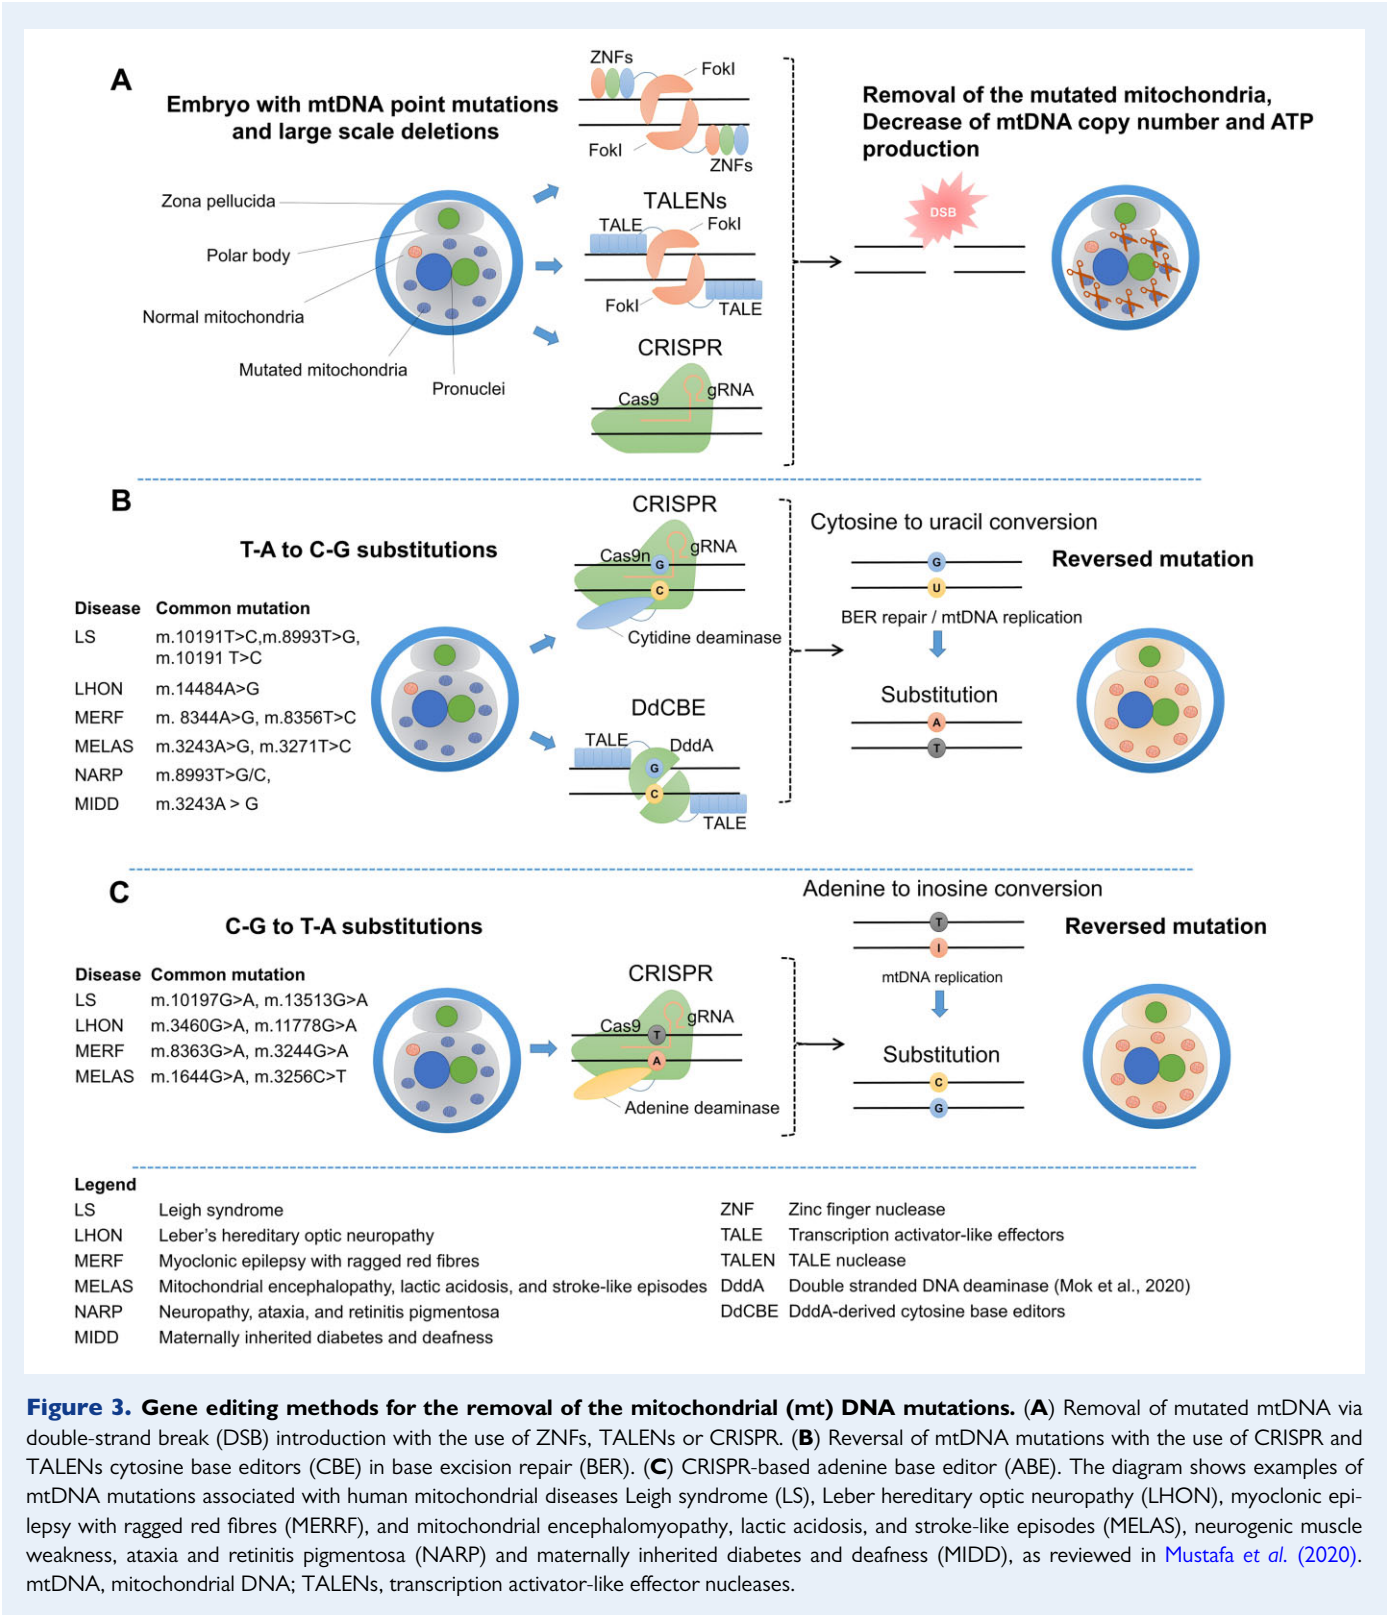 A
Embryo with mtDNA point mutations
and large scale deletions
Zona pellucida
Polar body
Normal mitochondria
Mutated mitochondria
Pronuclei
ZNFs
FokI
FokI
ZNFs
TALENs
TALE
FokI
FokI
TALE
CRISPR
Cas9
gRNA
Removal of the mutated mitochondria,
Decrease of mtDNA copy number and ATP
production
DSB
B
T-A to C-G substitutions
Disease Common mutation
LS m.10191T>C,m.8993T>G,
m.10191 T>C
LHON m.14484A>G
MERF m. 8344A>G, m.8356T>C
MELAS m.3243A>G, m.3271T>C
NARP m.8993T>G/C,
MIDD m.3243A > G
CRISPR
Cas9n
gRNA
G
C
Cytidine deaminase
DdCBE
TALE
DddA
G
C
TALE
Cytosine to uracil conversion
G
U
BER repair / mtDNA replication
Substitution
A
T
Reversed mutation
C
C-G to T-A substitutions
Disease Common mutation
LS m.10197G>A, m.13513G>A
LHON m.3460G>A, m.11778G>A
MERF m.8363G>A, m.3244G>A
MELAS m.1644G>A, m.3256C>T
CRISPR
Cas9
gRNA
T
A
Adenine deaminase
Adenine to inosine conversion
T
I
mtDNA replication
Substitution
C
G
Reversed mutation
Legend
LS Leigh syndrome
LHON Leber's hereditary optic neuropathy
MERF Myoclonic epilepsy with ragged red fibres
MELAS Mitochondrial encephalopathy, lactic acidosis, and stroke-like episodes
NARP Neuropathy, ataxia, and retinitis pigmentosa
MIDD Maternally inherited diabetes and deafness
ZNF Zinc finger nuclease
TALE Transcription activator-like effectors
TALEN TALE nuclease
DddA Double stranded DNA deaminase (Mok et al., 2020)
DdCBE DddA-derived cytosine base editors
Figure 3. Gene editing methods for the removal of the mitochondrial (mt) DNA mutations. (A) Removal of mutated mtDNA via
double-strand break (DSB) introduction with the use of ZNFs, TALENs or CRISPR. (B) Reversal of mtDNA mutations with the use of CRISPR and
TALENs cytosine base editors (CBE) in base excision repair (BER). (C) CRISPR-based adenine base editor (ABE). The diagram shows examples of
mtDNA mutations associated with human mitochondrial diseases Leigh syndrome (LS), Leber hereditary optic neuropathy (LHON), myoclonic epi-
lepsy with ragged red fibres (MERRF), and mitochondrial encephalomyopathy, lactic acidosis, and stroke-like episodes (MELAS), neurogenic muscle
weakness, ataxia and retinitis pigmentosa (NARP) and maternally inherited diabetes and deafness (MIDD), as reviewed in Mustafa et al. (2020).
mtDNA, mitochondrial DNA; TALENs, transcription activator-like effector nucleases.